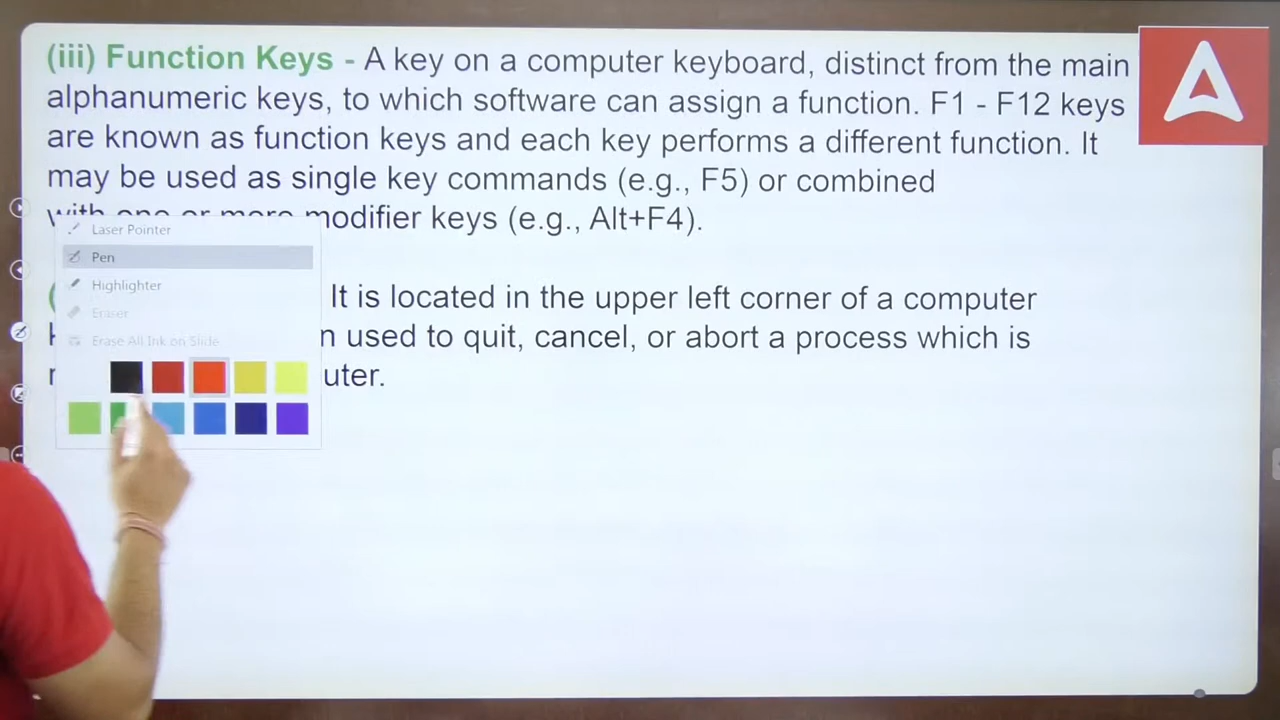 (iii) Function Keys - A key on a computer keyboard, distinct from the main
alphanumeric keys, to which software can assign a function. F1 - F12 keys
are known as function keys and each key performs a different function. It
may be used as single key commands (e.g., F5) or combined
with one or more modifier keys (e.g., Alt+F4).
Laser Pointer
Pen
Highlighter
Eraser
Erase All Ink on Slide
It is located in the upper left corner of a computer
used to quit, cancel, or abort a process which is